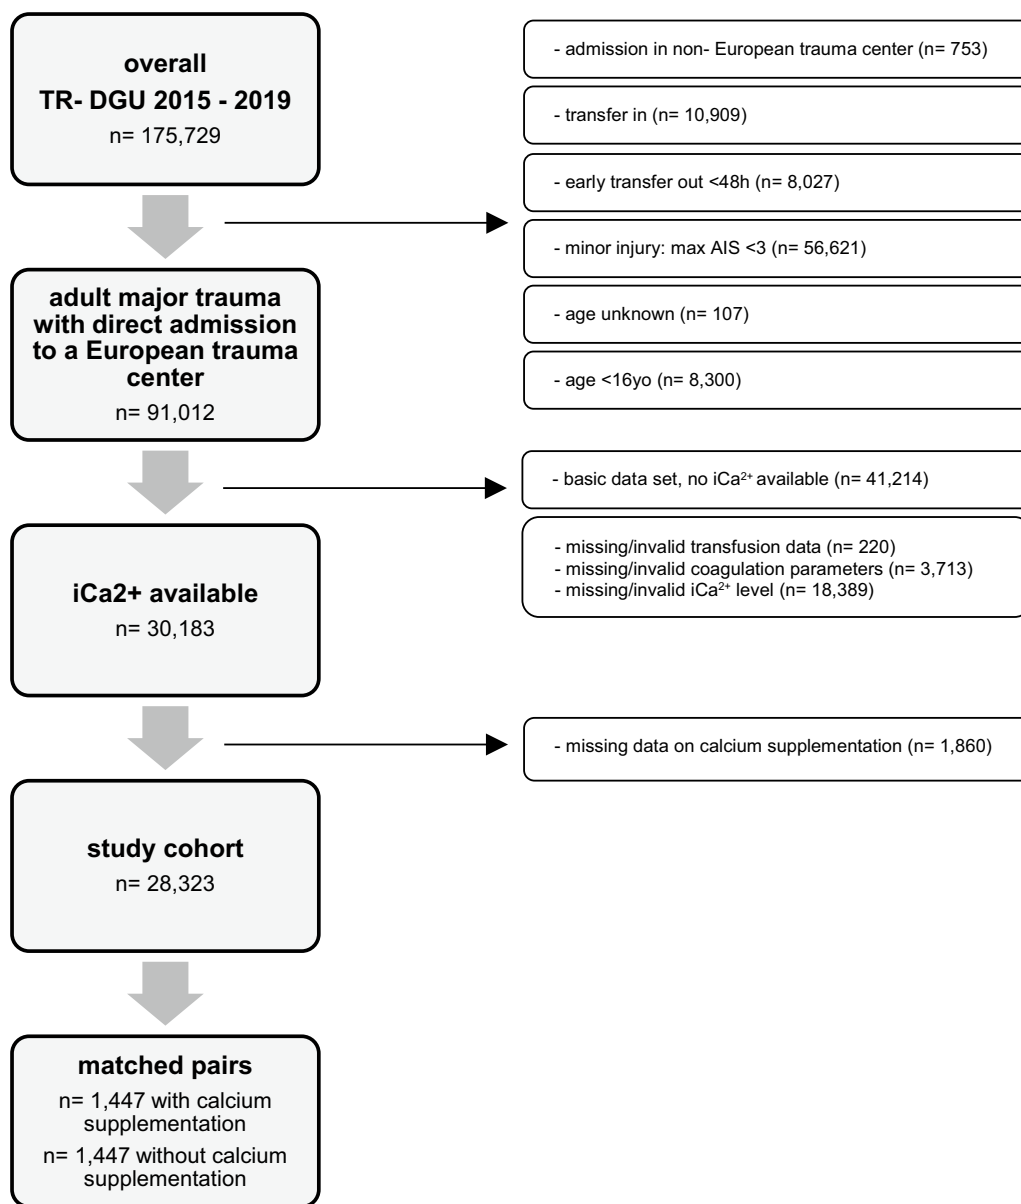 overall
TR- DGU 2015 - 2019
n= 175,729
- admission in non- European trauma center (n= 753)
- transfer in (n= 10,909)
- early transfer out <48h (n= 8,027)
- minor injury: max AIS <3 (n= 56,621)
- age unknown (n= 107)
- age <16yo (n= 8,300)
adult major trauma
with direct admission
to a European trauma
center
n= 91,012
- basic data set, no iCa²⁺ available (n= 41,214)
- missing/invalid transfusion data (n= 220)
- missing/invalid coagulation parameters (n= 3,713)
- missing/invalid iCa²⁺ level (n= 18,389)
iCa2+ available
n= 30,183
- missing data on calcium supplementation (n= 1,860)
study cohort
n= 28,323
matched pairs
n= 1,447 with calcium
supplementation
n= 1,447 without calcium
supplementation